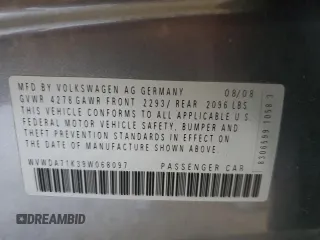 MFD BY VOLKSWAGEN AG GERMANY 08/08
GVWR 4278 GAWR FRONT 2293/ REAR 2096 LBS
THIS VEHICLE CONFORMS TO ALL APPLICABLE U.S
FEDERAL MOTOR VEHICLE SAFETY, BUMPER AND
THEFT PREVENTION STANDARDS IN EFFECT ON
THE DATE OF MANUFACTURE SHOWN ABOVE.
WVWDA71K39W068097 PASSENGER CAR